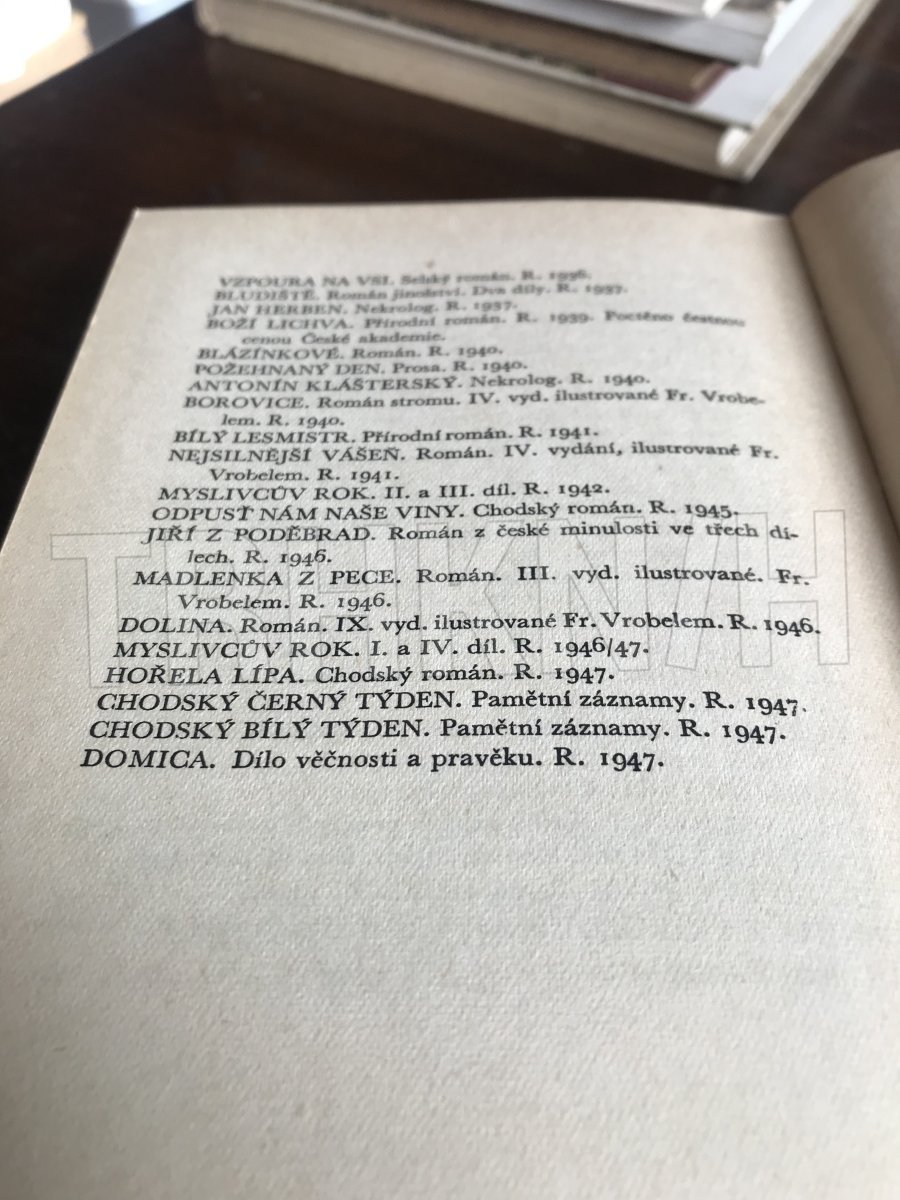 VZPOURA NA VSI. Selský román. R. 1936.
BLUDIŠTĚ. Román jinošství. Dva díly. R. 1937.
JAN HERBEN. Nekrolog. R. 1937.
BOŽÍ LICHVA. Přírodní román. R. 1939. Poctěno čestnou
cenou České akademie.
BLÁZÍNKOVÉ. Román. R. 1940.
POŽEHNANÝ DEN. Prosa. R. 1940.
ANTONÍN KLÁŠTERSKÝ. Nekrolog. R. 1940.
BOROVICE. Román stromu. IV. vyd. ilustrované Fr. Vrobe-
lem. R. 1940.
BÍLÝ LESMISTR. Přírodní román. R. 1941.
NEJSILNĚJŠÍ VÁŠEŇ. Román. IV. vydání, ilustrované Fr.
Vrobelem. R. 1941.
MYSLIVCŮV ROK. II. a III. díl. R. 1942.
ODPUSŤ NÁM NAŠE VINY. Chodský román. R. 1945.
JIŘÍ Z PODĚBRAD. Román z české minulosti ve třech dí-
lech. R. 1946.
MADLENKA Z PECE. Román. III. vyd. ilustrované. Fr.
Vrobelem. R. 1946.
DOLINA. Román. IX. vyd. ilustrované Fr. Vrobelem. R. 1946.
MYSLIVCŮV ROK. I. a IV. díl. R. 1946/47.
HOŘELA LÍPA. Chodský román. R. 1947.
CHODSKÝ ČERNÝ TÝDEN. Pamětní záznamy. R. 1947.
CHODSKÝ BÍLÝ TÝDEN. Pamětní záznamy. R. 1947.
DOMICA. Dílo věčnosti a pravěku. R. 1947.